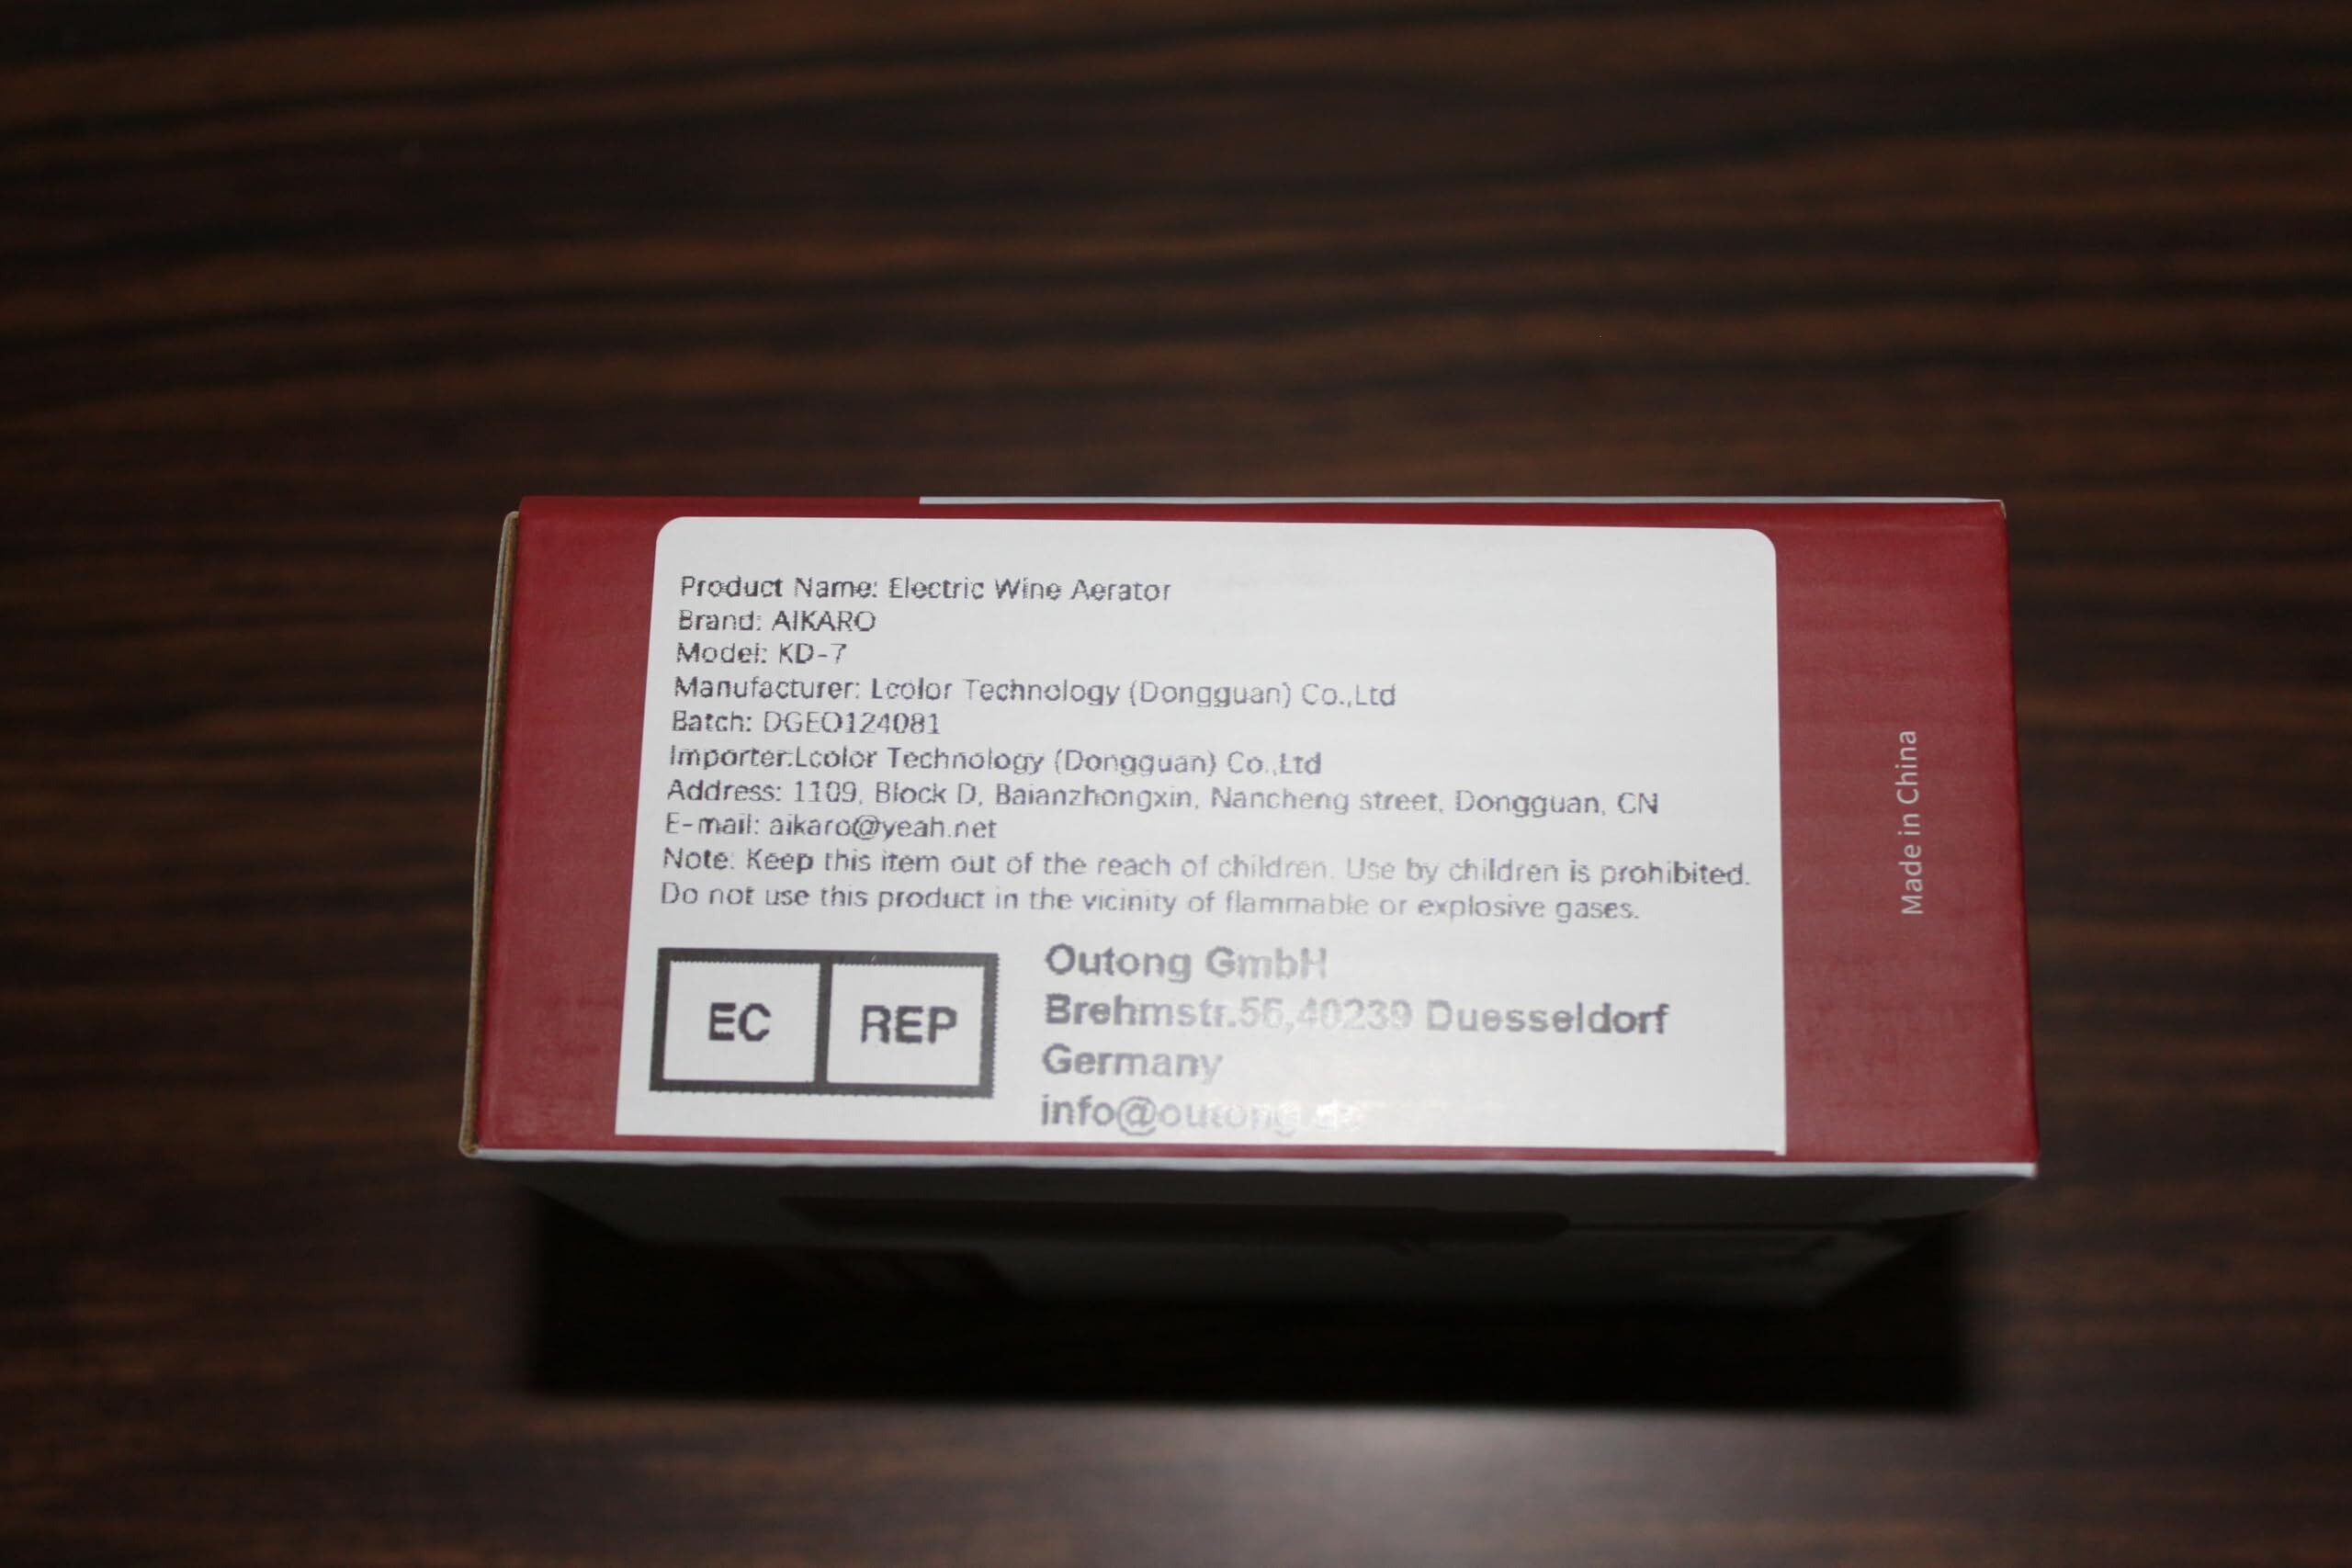 Product Name: Electric Wine Aerator
Brand: AIKARO
Model: KD-7
Manufacturer: Lcolor Technology (Dongguan) Co.,Ltd
Batch: DGEO124081
Importer:Lcolor Technology (Dongguan) Co.,Ltd
Address: 1109, Block D, Baianzhongxin, Nancheng street, Dongguan, CN
E-mail: aikaro@yeah.net
Note: Keep this item out of the reach of children. Use by children is prohibited.
Do not use this product in the vicinity of flammable or explosive gases.
EC REP
Outong GmbH
Brehmstr.56,40239 Duesseldorf
Germany
info@outong.de
Made in China